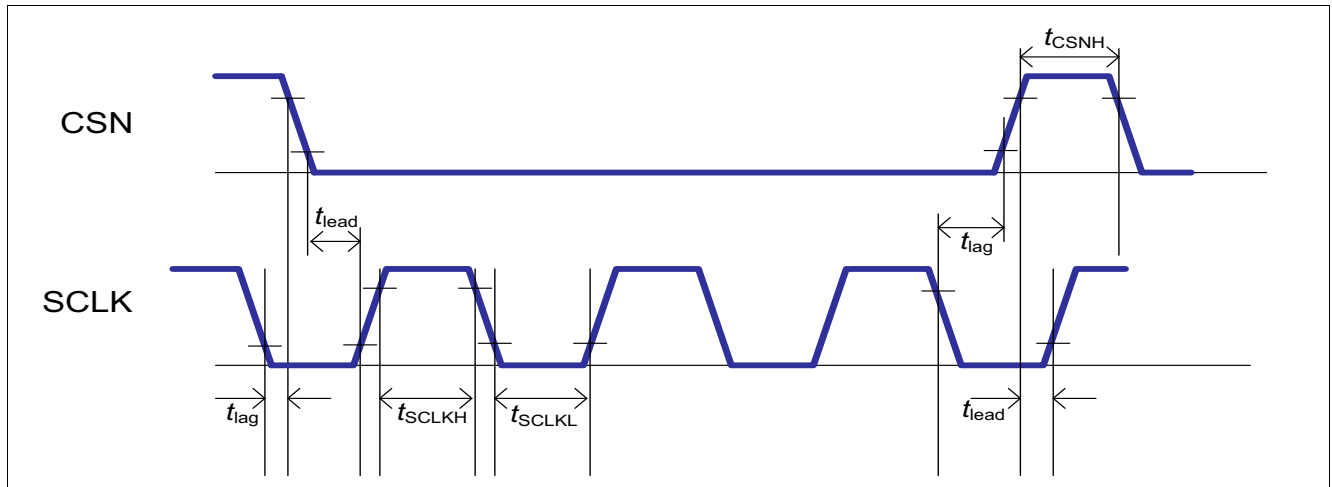 tCSNH
CSN
tlead
tlag
SCLK
tlag
tSCLKH
tSCLKL
tlead